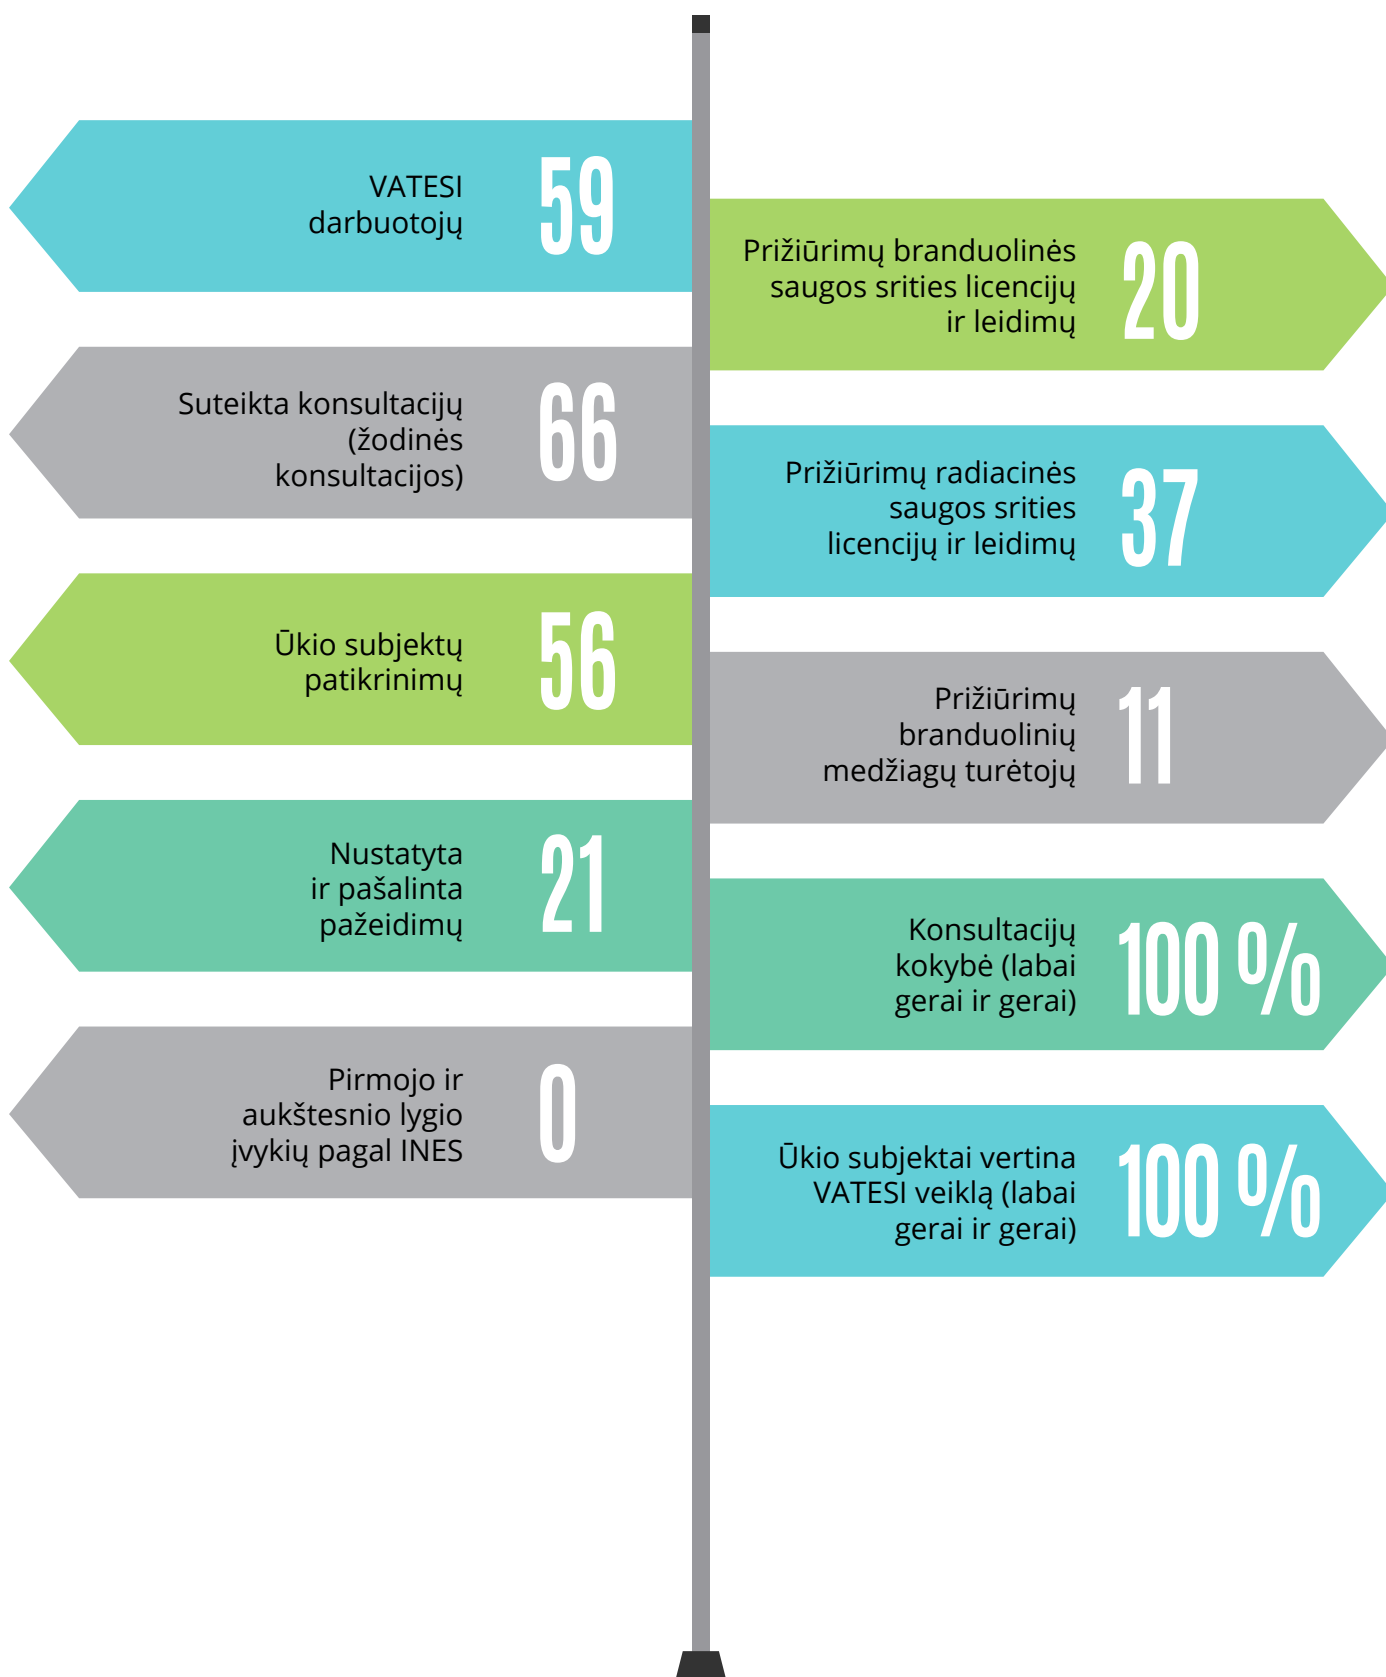 VATESI
darbuotojų
59
Prižiūrimų branduolinės
saugos srities licencijų
ir leidimų
20
Suteikta konsultacijų
(žodinės
konsultacijos)
66
Prižiūrimų radiacinės
saugos srities
licencijų ir leidimų
37
Ūkio subjektų
patikrinimų
56
Prižiūrimų
branduolinių
medžiagų turėtojų
11
Nustatyta
ir pašalinta
pažeidimų
21
Konsultacijų
kokybė (labai
gerai ir gerai)
100 %
Pirmojo ir
aukštesnio lygio
įvykių pagal INES
0
Ūkio subjektai vertina
VATESI veiklą (labai
gerai ir gerai)
100 %